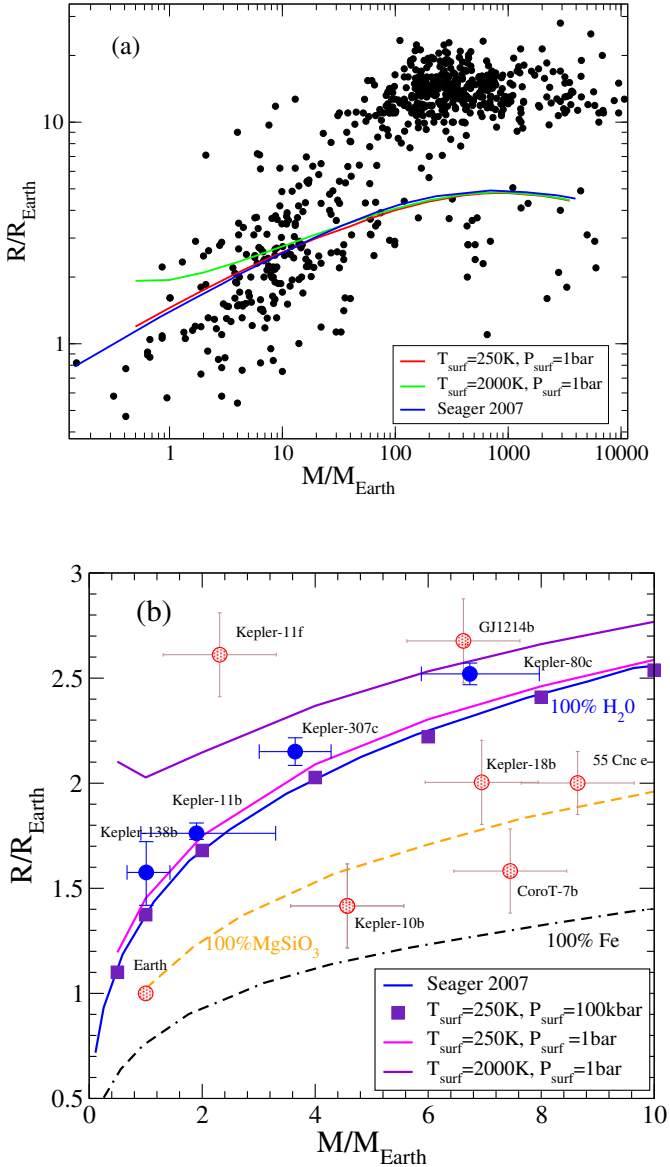 (a)
10
1
R/R_Earth
1
10
100
1000
10000
M/M_Earth
T_surf=250K, P_surf=1bar
T_surf=2000K, P_surf=1bar
Seager 2007
(b)
3
2.5
2
1.5
1
0.5
R/R_Earth
Kepler-11f
GJ1214b
Kepler-80c
100% H_20
Kepler-307c
Kepler-18b
55 Cnc e
Kepler-11b
Kepler-138b
CoroT-7b
Kepler-10b
100%MgSiO_3
100% Fe
Earth
Seager 2007
T_surf=250K, P_surf=100kbar
T_surf=250K, P_surf =1bar
T_surf=2000K, P_surf=1bar
0
2
4
6
8
10
M/M_Earth